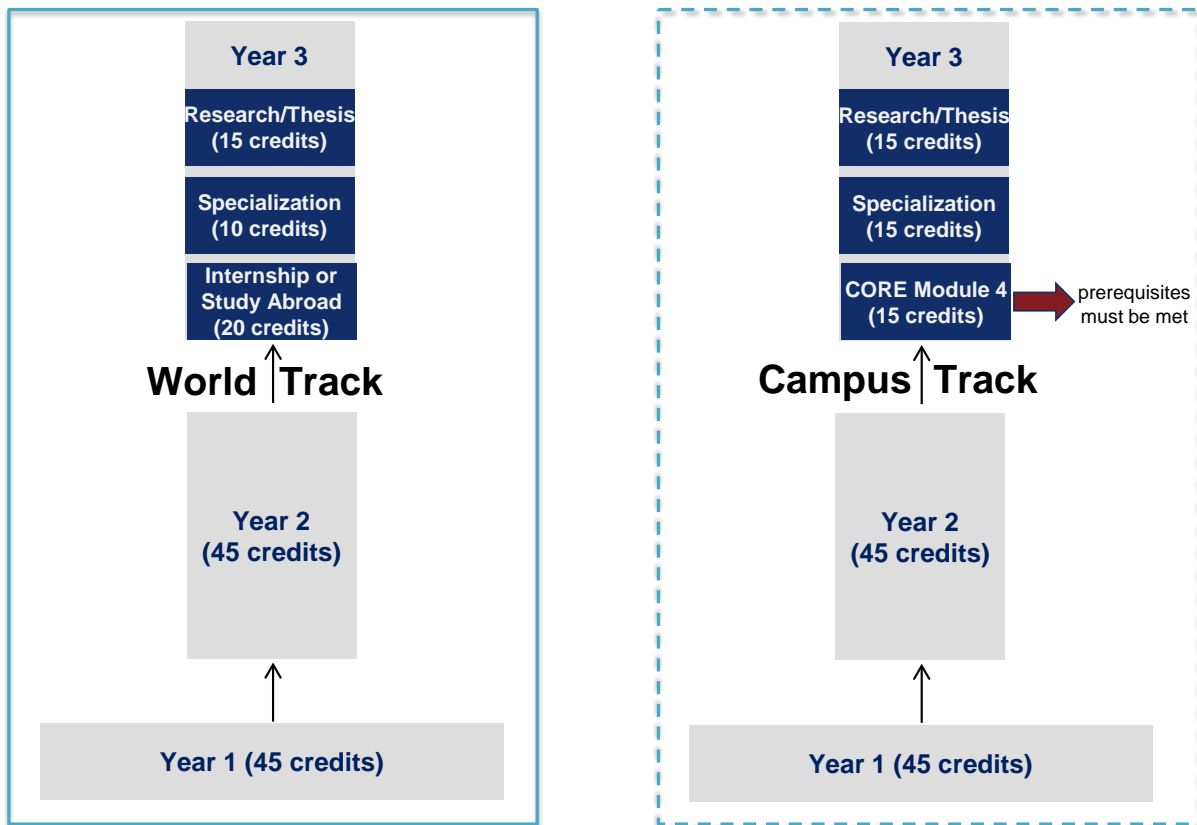 Year 3
Research/Thesis
(15 credits)
Specialization
(10 credits)
Internship or
Study Abroad
(20 credits)
World Track
Year 2
(45 credits)
Year 1 (45 credits)
Year 3
Research/Thesis
(15 credits)
Specialization
(15 credits)
CORE Module 4
(15 credits)
prerequisites
must be met
Campus Track
Year 2
(45 credits)
Year 1 (45 credits)